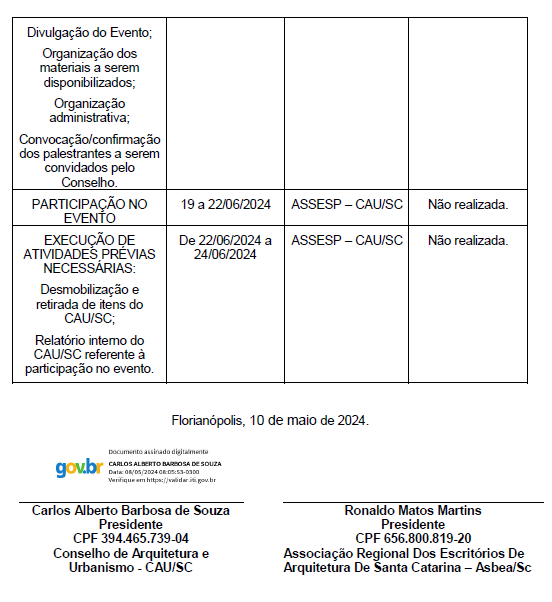 Divulgação do Evento;
Organização dos
materiais a serem
disponibilizados;
Organização
administrativa;
Convocação/confirmação
dos palestrantes a serem
convidados pelo
Conselho.
PARTICIPAÇÃO NO
EVENTO
19 a 22/06/2024
ASSESP – CAU/SC
Não realizada.
EXECUÇÃO DE
ATIVIDADES PRÉVIAS
NECESSÁRIAS:
Desmobilização e
retirada de itens do
CAU/SC;
Relatório interno do
CAU/SC referente à
participação no evento.
De 22/06/2024 a
24/06/2024
ASSESP – CAU/SC
Não realizada.
Florianópolis, 10 de maio de 2024.
gov.br
Documento assinado digitalmente
CARLOS ALBERTO BARBOSA DE SOUZA
Data: 08/05/2024 08:05:53-0300
Verifique em https://validar.iti.gov.br
Carlos Alberto Barbosa de Souza
Presidente
CPF 394.465.739-04
Conselho de Arquitetura e
Urbanismo - CAU/SC
Ronaldo Matos Martins
Presidente
CPF 656.800.819-20
Associação Regional Dos Escritórios De
Arquitetura De Santa Catarina – Asbea/Sc